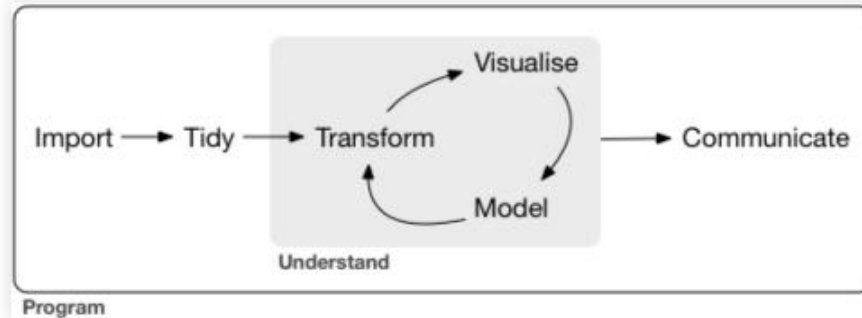 Visualise
Import Tidy Transform Communicate
Model
Understand
Program